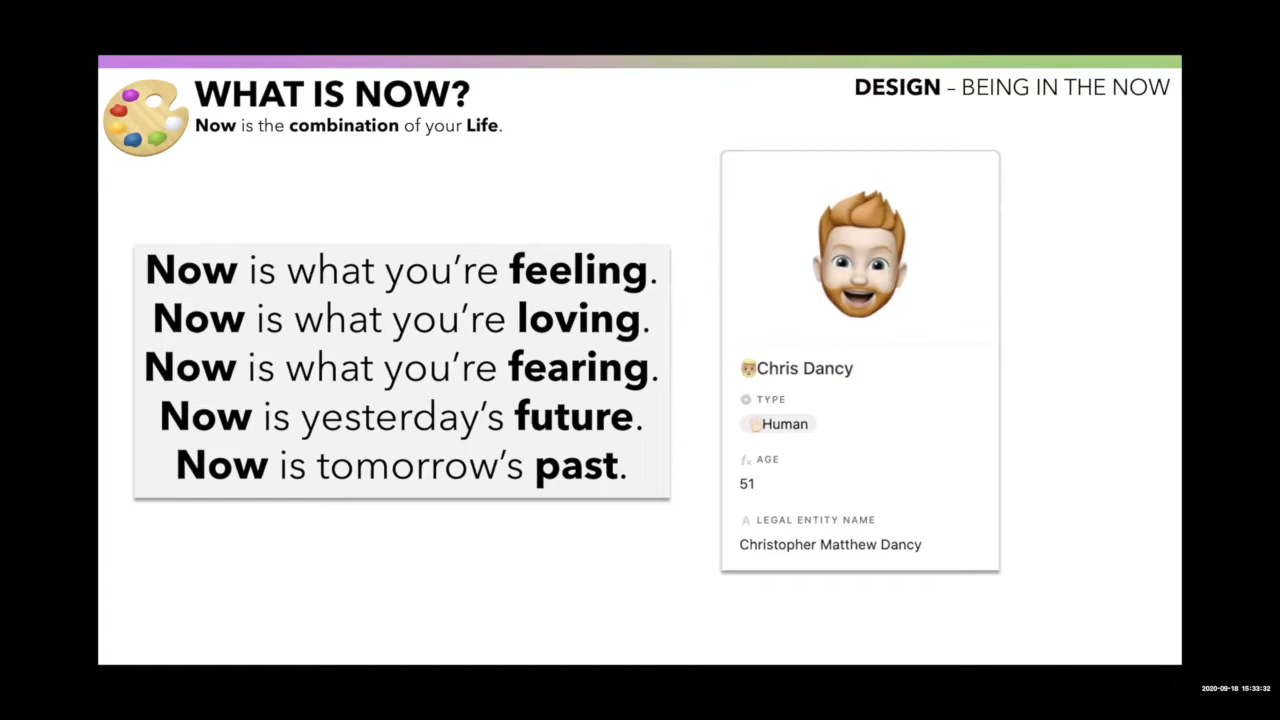 WHAT IS NOW?
Now is the combination of your Life.
DESIGN – BEING IN THE NOW
Now is what you’re feeling.
Now is what you’re loving.
Now is what you’re fearing.
Now is yesterday’s future.
Now is tomorrow’s past.
Chris Dancy
TYPE
Human
fx AGE
51
A LEGAL ENTITY NAME
Christopher Matthew Dancy
2020-09-18 15:33:32